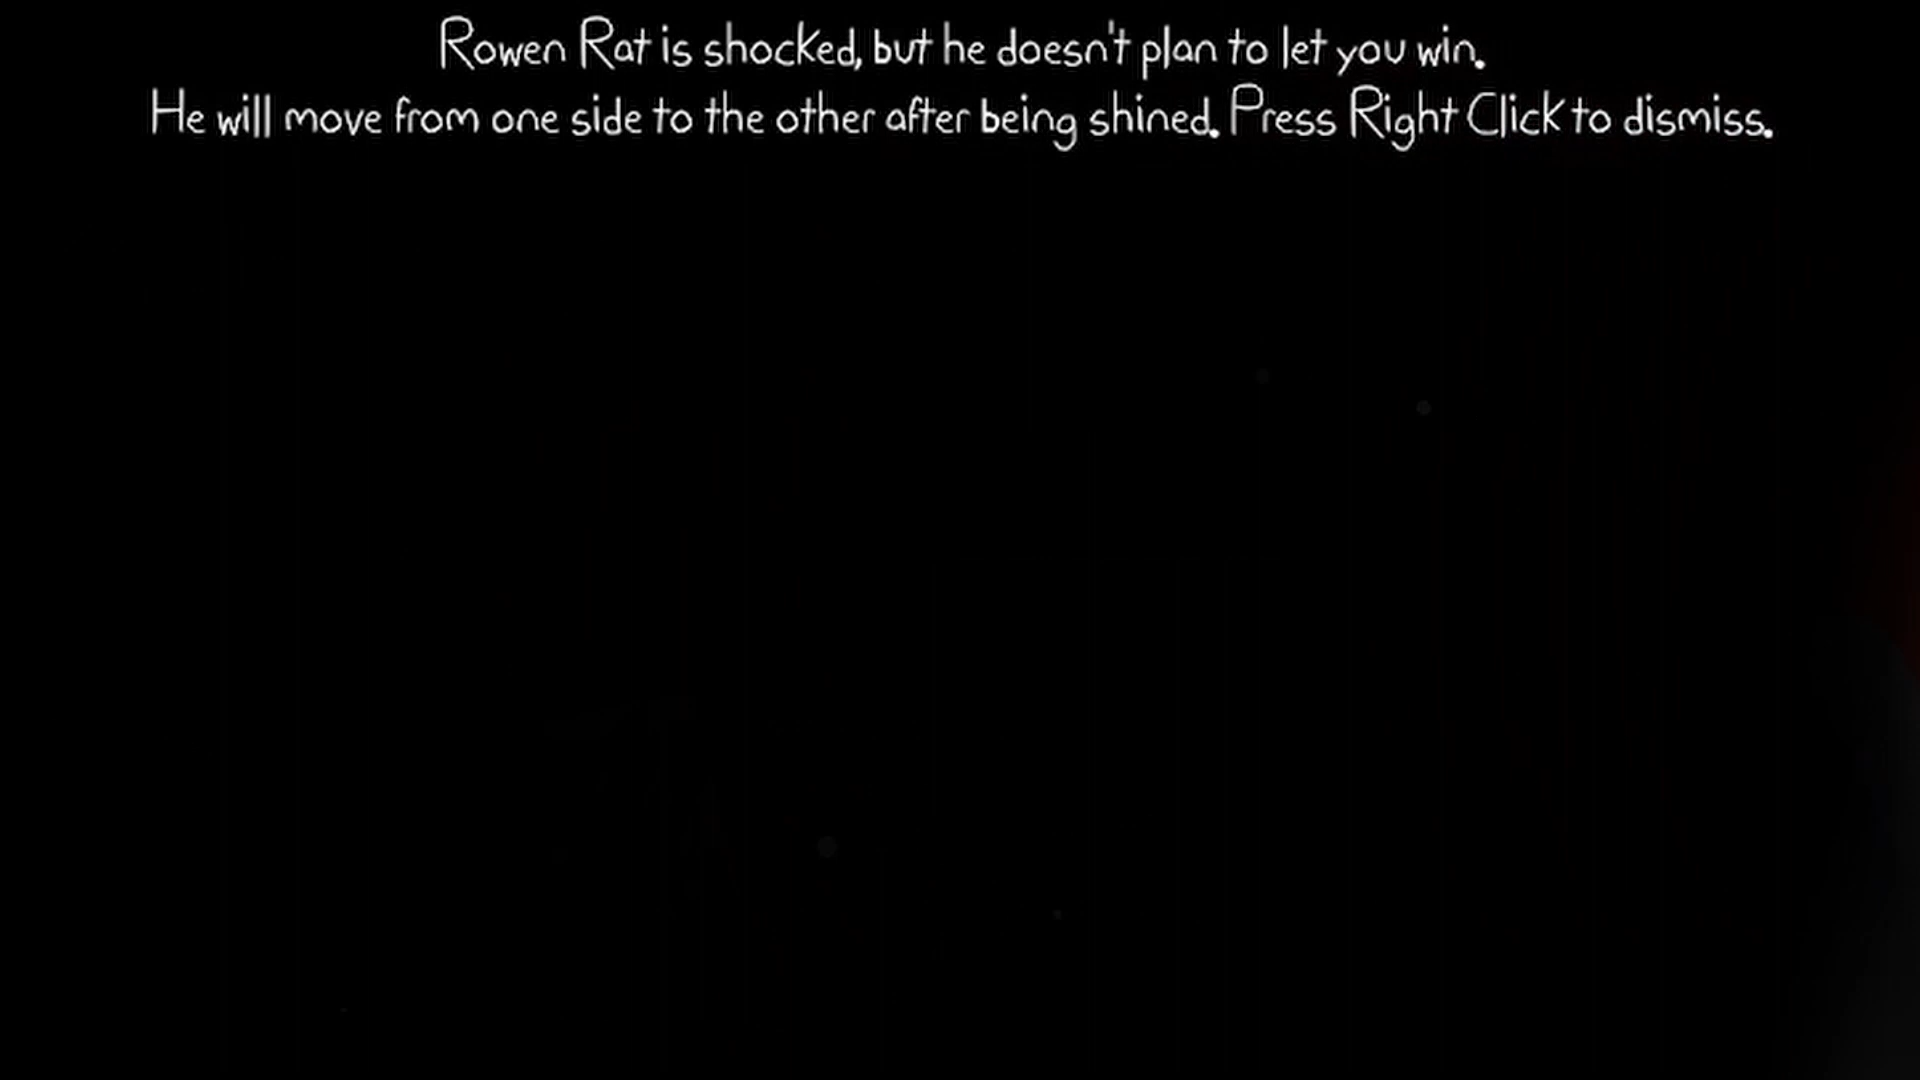 Rowen Rat is shocked, but he doesn't plan to let you win.
He will move from one side to the other after being shined. Press Right Click to dismiss.